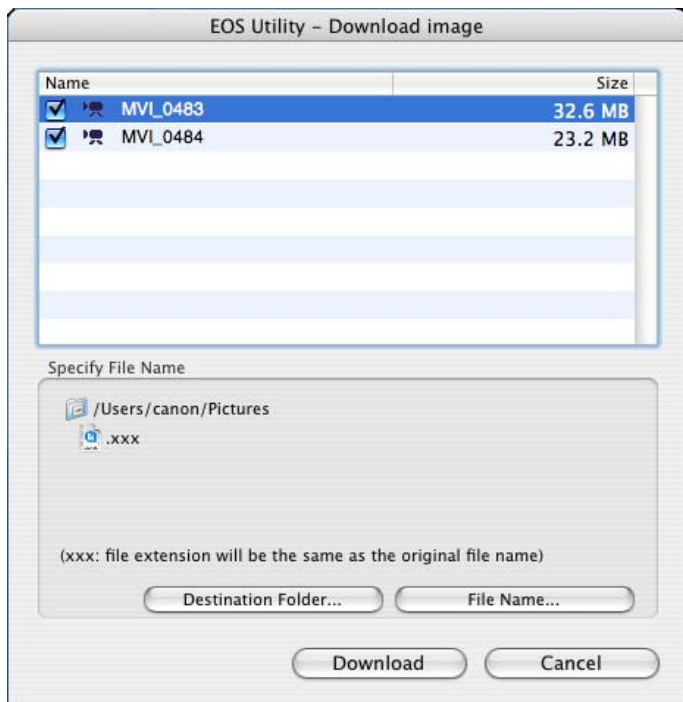 EOS Utility – Download image
Name Size
MVI_0483 32.6 MB
MVI_0484 23.2 MB
Specify File Name
/Users/canon/Pictures
.xxx
(xxx: file extension will be the same as the original file name)
Destination Folder... File Name...
Download Cancel